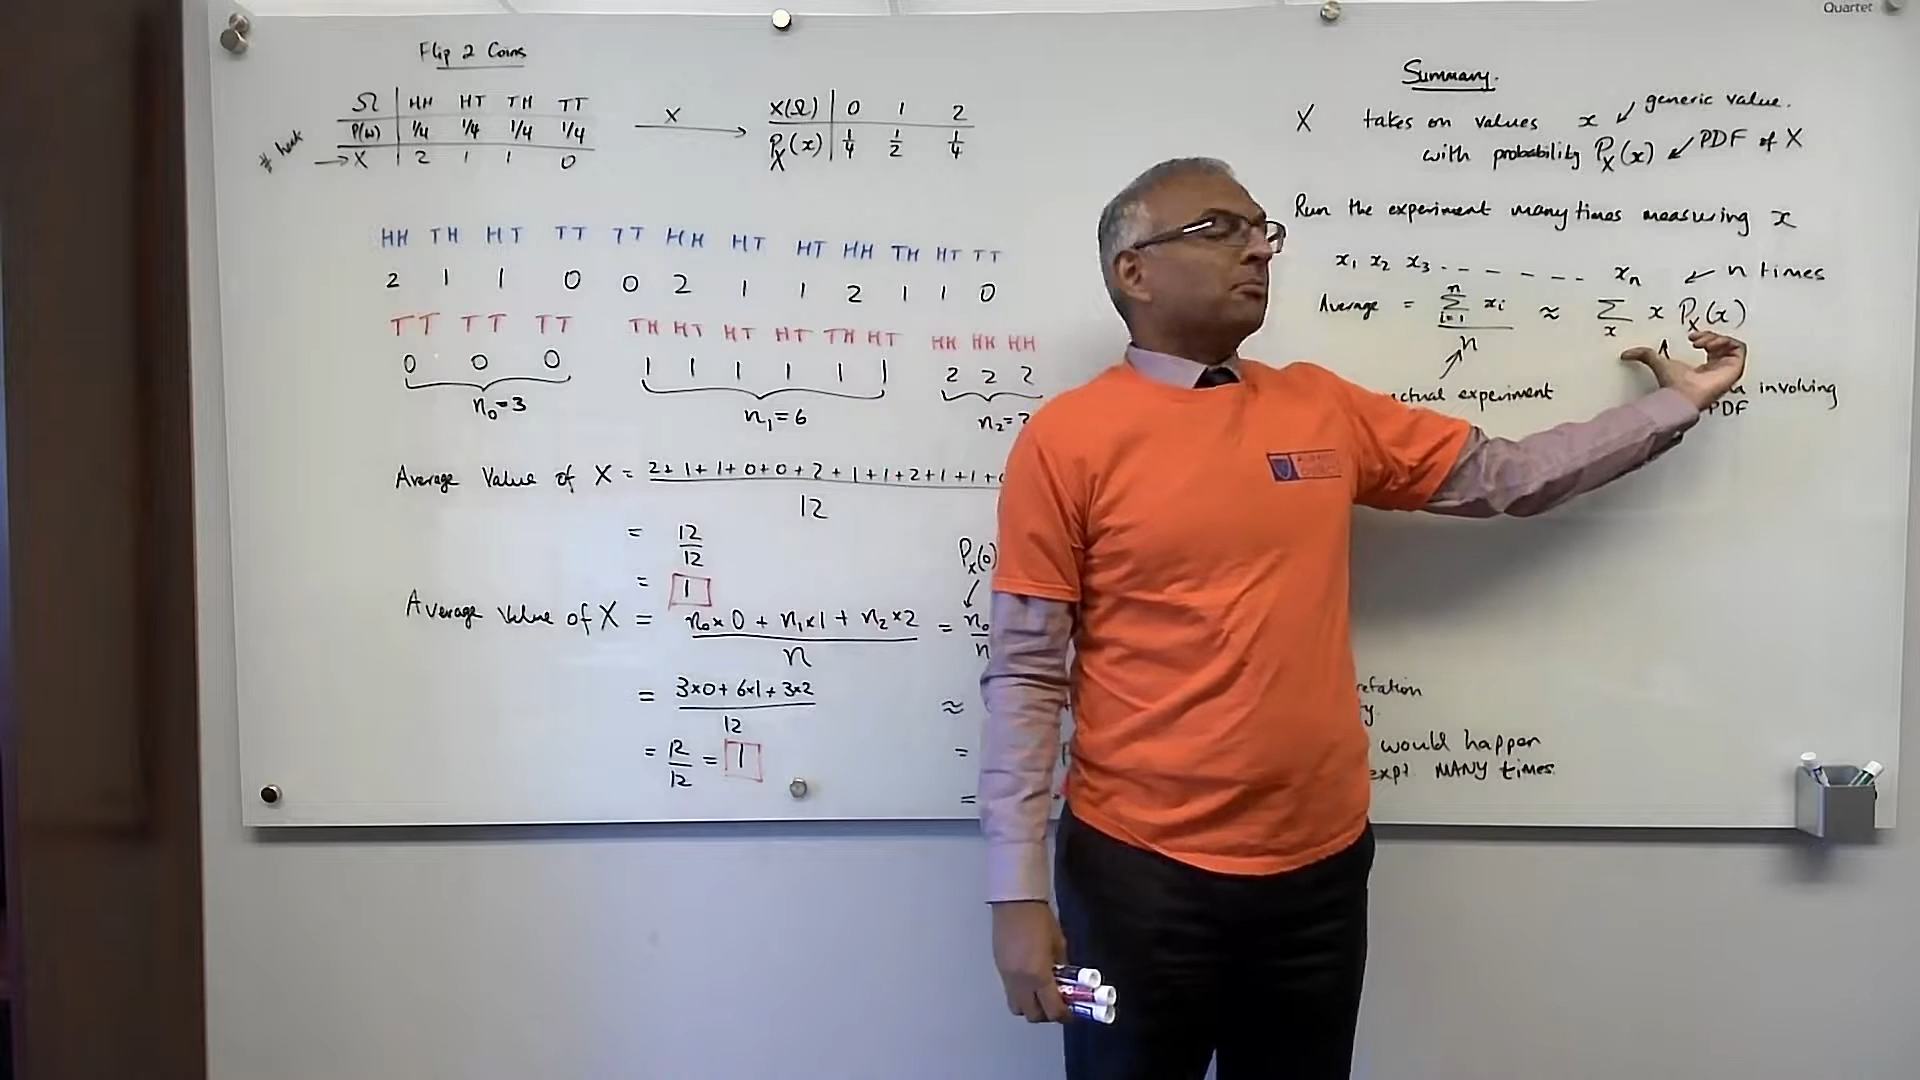 Quartet
Flip 2 Coins
Ω HH HT TH TT
P(ω) 1/4 1/4 1/4 1/4
→ X 2 1 1 0
X
X(Ω) 0 1 2
P_X(x) 1/4 1/2 1/4
HH TH HT TT TT HH HT HT HH TH HT TT
2 1 1 0 0 2 1 1 2 1 1 0
TT TT TT TH HT HT HT TH HT HH HH HH
0 0 0 1 1 1 1 1 1 2 2 2
n₀=3 n₁=6 n₂=
Average Value of X = 2+1+1+0+0+2+1+1+2+1+1+
12
= 12/12
= 1
P_X(0)
Average Value of X = (n₀×0 + n₁×1 + n₂×2)/n = n₀/n
= (3×0+6×1+3×2)/12 ≈
= 12/12 = 1 =
=
Summary.
X takes on values x ↙ generic value.
with probability P_X(x) ↙ PDF of X
Run the experiment many times measuring x
x₁ x₂ x₃ - - - - - - xₙ ↙ n times
Average = (Σ_{i=1}^{n} xᵢ)/n ≈ Σ_x x P_X(x)
experiment
involving
PDF
would happen
expt. MANY times.